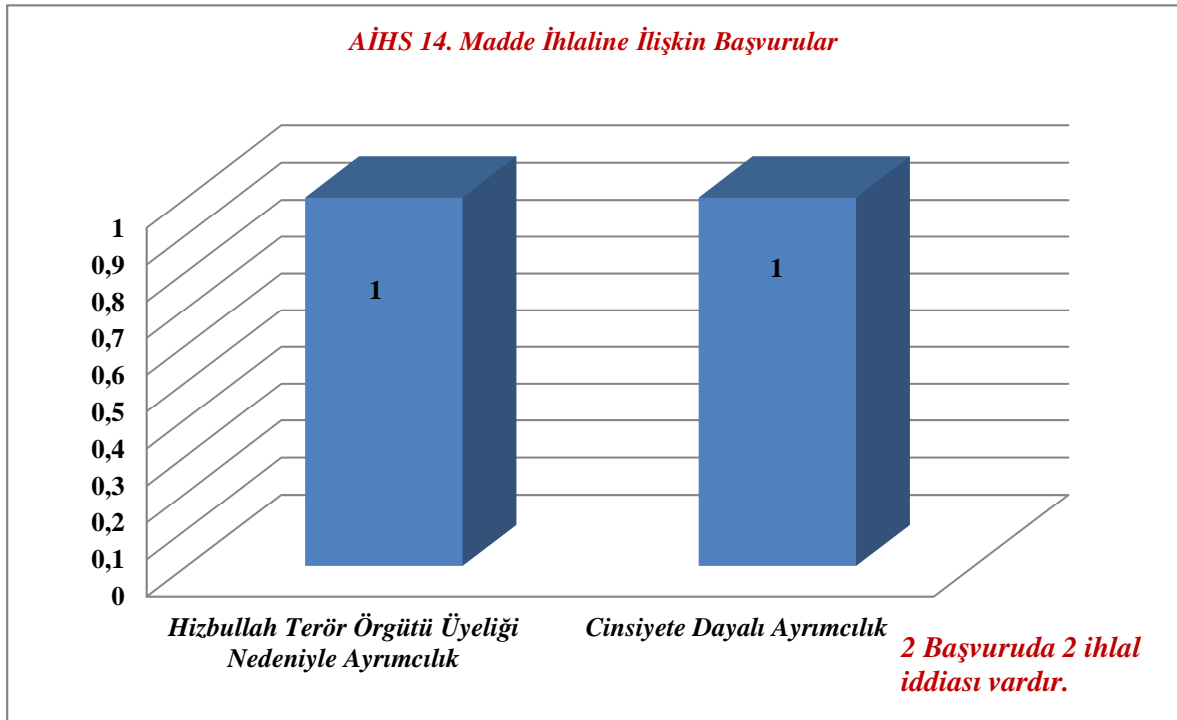 AİHS 14. Madde İhlaline İlişkin Başvurular
1
0,9
0,8
0,7
0,6
0,5
0,4
0,3
0,2
0,1
0
1
1
Hizbullah Terör Örgütü Üyeliği
Nedeniyle Ayrımcılık
Cinsiyete Dayalı Ayrımcılık
2 Başvuruda 2 ihlal
iddiası vardır.